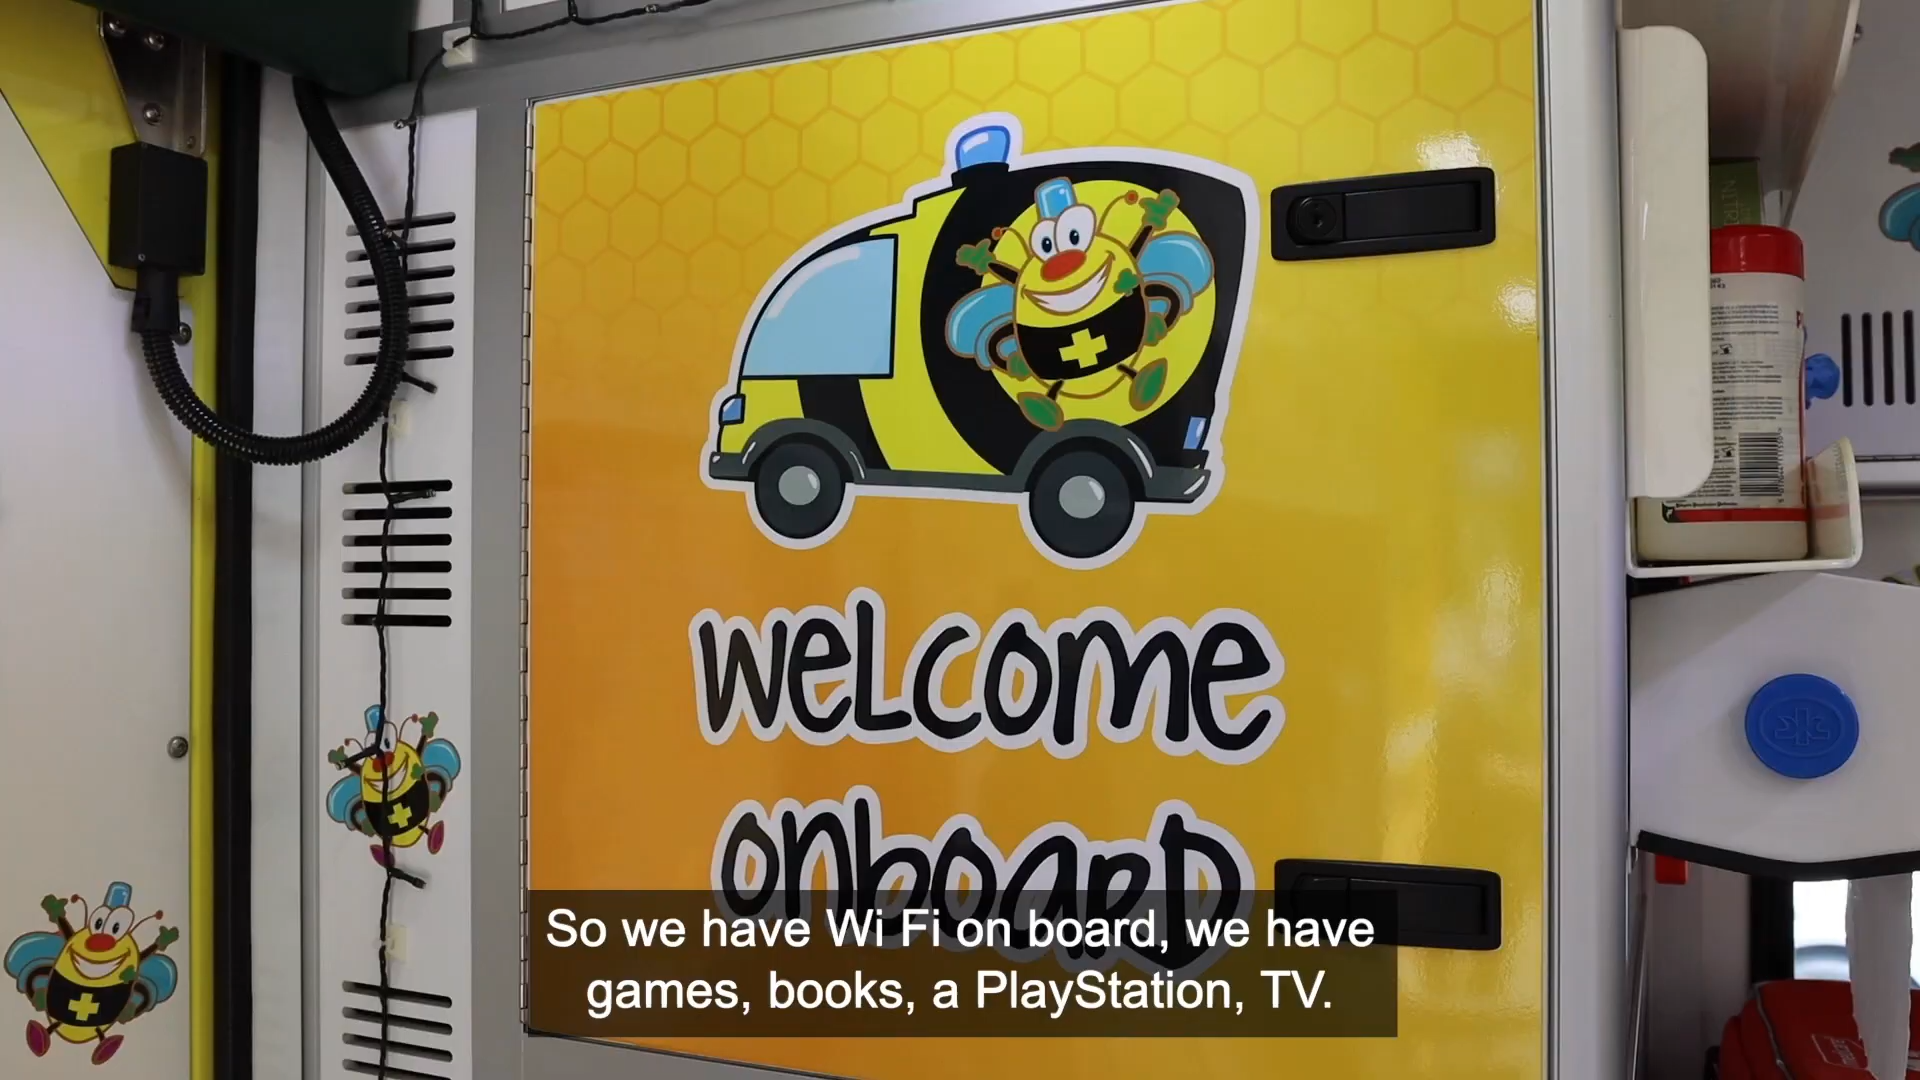 weLcome
onboarD
So we have Wi Fi on board, we have
games, books, a PlayStation, TV.